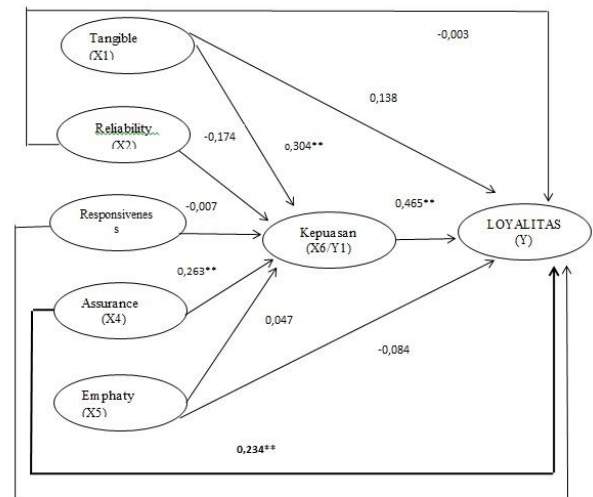 -0,003
Tangible
(X1)
0,138
Reliability
(X2)
-0,174
o,304**
Responsivenes
s
-0,007
0,465**
Kepuasan
(X6/Y1)
LOYALITAS
(Y)
0,263**
Assurance
(X4)
0,047
-0,084
Emphaty
(X5)
0,234**